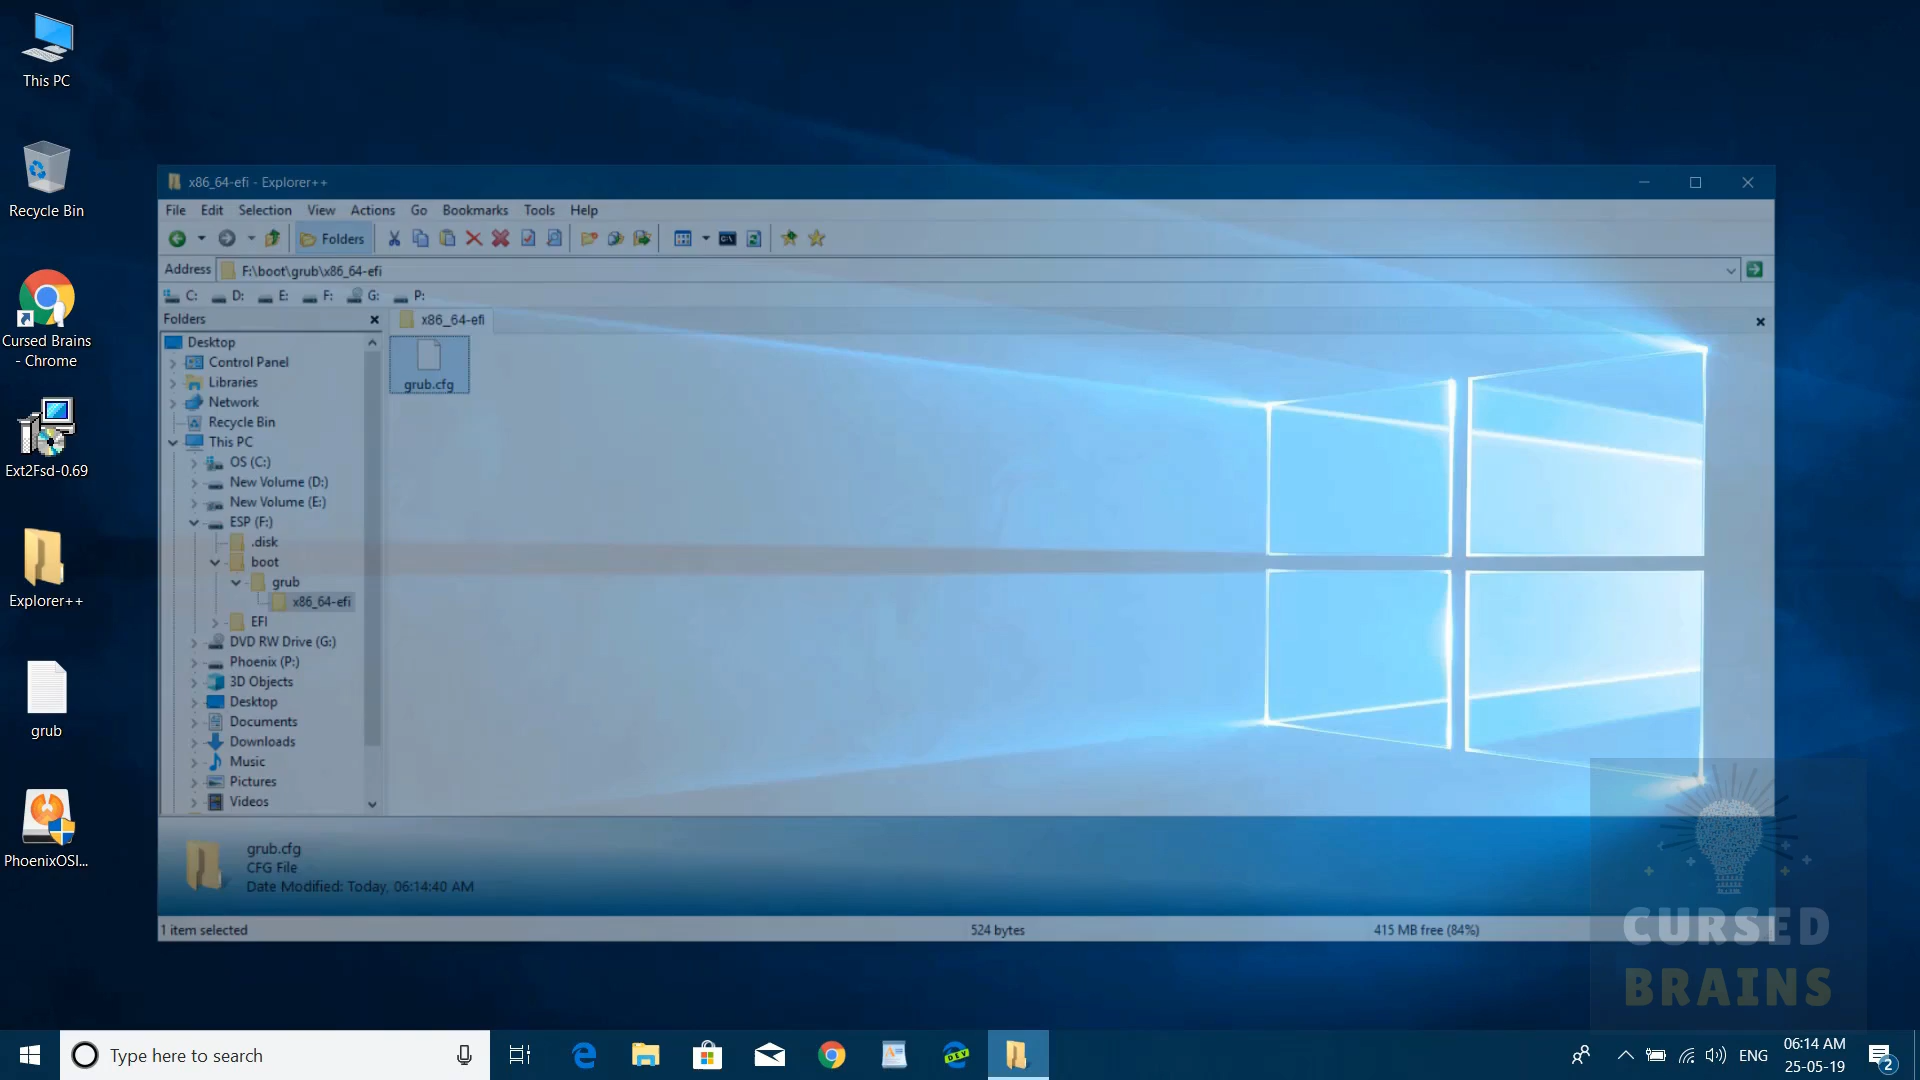 This PC
Recycle Bin
Cursed Brains
- Chrome
Ext2Fsd-0.69
Explorer++
grub
PhoenixOSI...
x86_64-efi - Explorer++
File Edit Selection View Actions Go Bookmarks Tools Help
Folders
Address F:\boot\grub\x86_64-efi
C: D: E: F: G: P:
Folders
x86_64-efi
Desktop
Control Panel
Libraries
Network
Recycle Bin
This PC
OS (C:)
New Volume (D:)
New Volume (E:)
ESP (F:)
.disk
boot
grub
x86_64-efi
EFI
DVD RW Drive (G:)
Phoenix (P:)
3D Objects
Desktop
Documents
Downloads
Music
Pictures
Videos
grub.cfg
grub.cfg
CFG File
Date Modified: Today, 06:14:40 AM
1 item selected 524 bytes 415 MB free (84%)
CURSED
BRAINS
Type here to search
DEV
ENG
06:14 AM
25-05-19
2